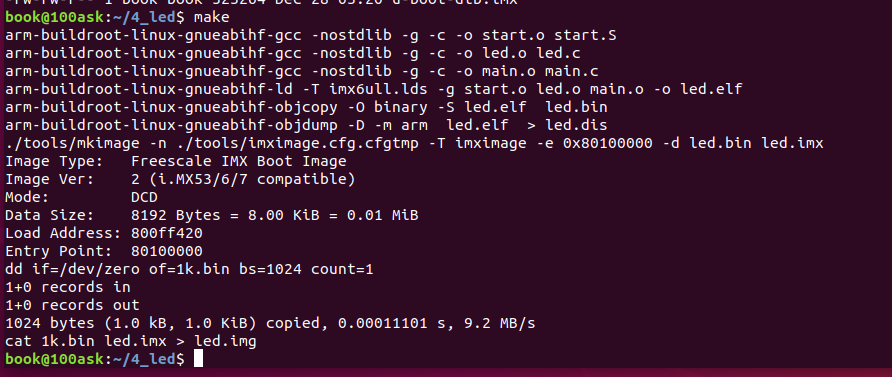 book@100ask:~/4_led$ make
arm-buildroot-linux-gnueabihf-gcc -nostdlib -g -c -o start.o start.S
arm-buildroot-linux-gnueabihf-gcc -nostdlib -g -c -o led.o led.c
arm-buildroot-linux-gnueabihf-gcc -nostdlib -g -c -o main.o main.c
arm-buildroot-linux-gnueabihf-ld -T imx6ull.lds -g start.o led.o main.o -o led.elf
arm-buildroot-linux-gnueabihf-objcopy -O binary -S led.elf  led.bin
arm-buildroot-linux-gnueabihf-objdump -D -m arm  led.elf  > led.dis
./tools/mkimage -n ./tools/imximage.cfg.cfgtmp -T imximage -e 0x80100000 -d led.bin led.imx
Image Type:   Freescale IMX Boot Image
Image Ver:    2 (i.MX53/6/7 compatible)
Mode:         DCD
Data Size:    8192 Bytes = 8.00 KiB = 0.01 MiB
Load Address: 800ff420
Entry Point:  80100000
dd if=/dev/zero of=1k.bin bs=1024 count=1
1+0 records in
1+0 records out
1024 bytes (1.0 kB, 1.0 KiB) copied, 0.00011101 s, 9.2 MB/s
cat 1k.bin led.imx > led.img
book@100ask:~/4_led$